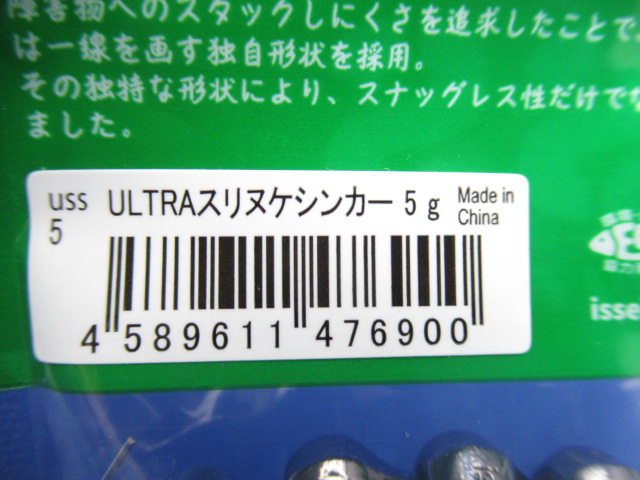 障害物へのスタックしにくさを追求したことで
は一線を画す独自形状を採用。
その独特な形状により、スナッグレス性だけでな
ました。
uss
5
ULTRAスリヌケシンカー 5 g
Made in
China
4 589611 476900